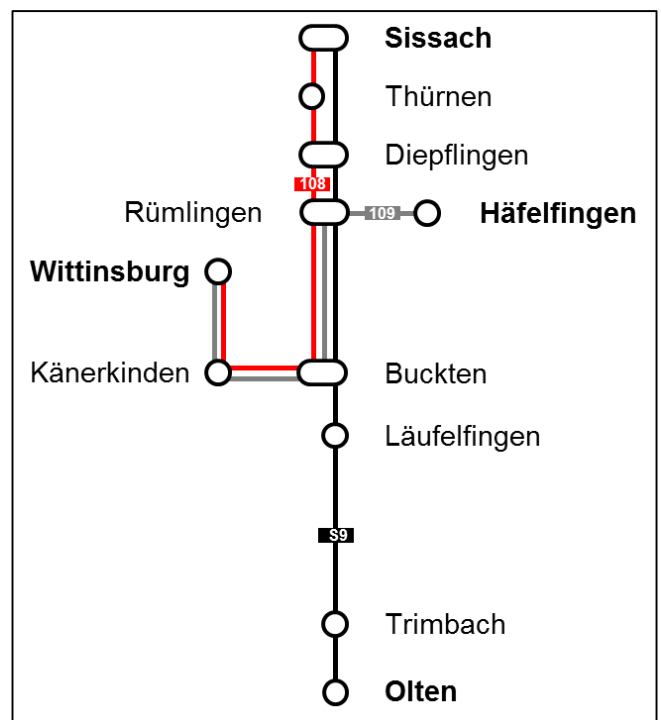 Sissach
Thürnen
Diepflingen
108
Rümlingen
109
Häfelfingen
Wittinsburg
Känerkinden
Buckten
Läufelfingen
S9
Trimbach
Olten